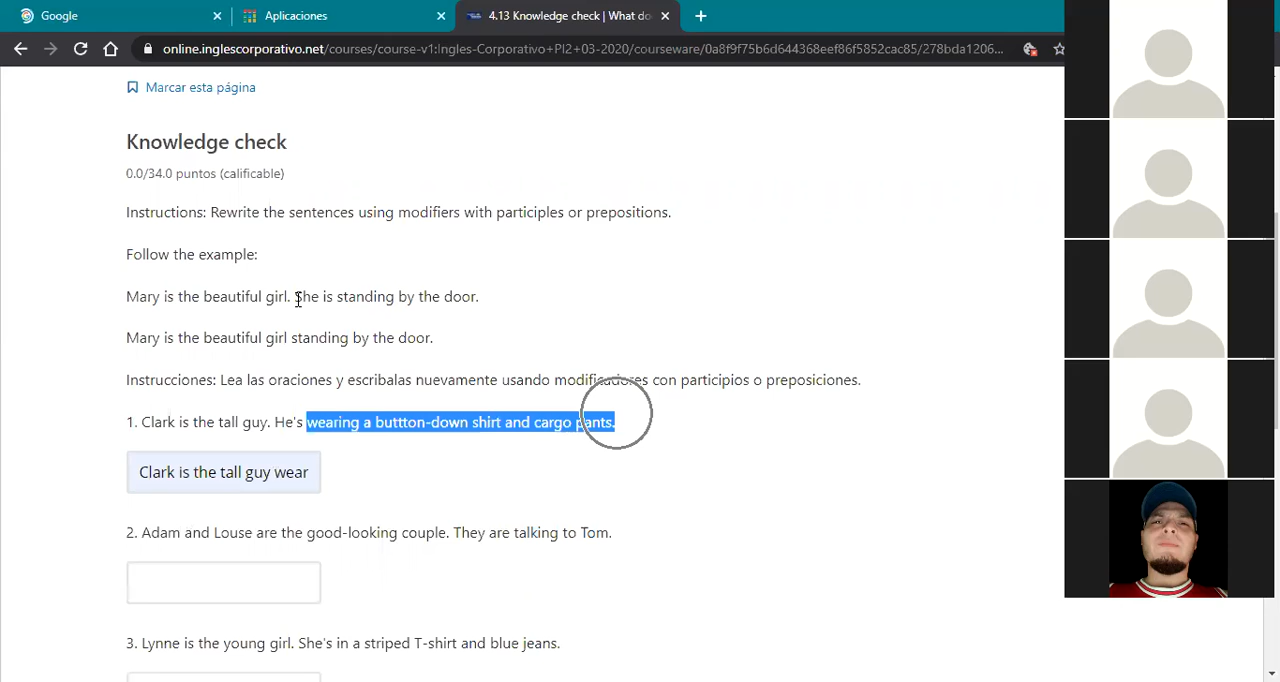 Google
Aplicaciones
4.13 Knowledge check | What do
online.inglescorporativo.net/courses/course-v1:Ingles-Corporativo+PI2+03-2020/courseware/0a8f9f75b6d644368eef86f5852cac85/278bda1206...
Marcar esta página
Knowledge check
0.0/34.0 puntos (calificable)
Instructions: Rewrite the sentences using modifiers with participles or prepositions.
Follow the example:
Mary is the beautiful girl. She is standing by the door.
Mary is the beautiful girl standing by the door.
Instrucciones: Lea las oraciones y escribalas nuevamente usando modificadores con participios o preposiciones.
1. Clark is the tall guy. He's wearing a buttton-down shirt and cargo pants.
Clark is the tall guy wear
2. Adam and Louse are the good-looking couple. They are talking to Tom.
3. Lynne is the young girl. She's in a striped T-shirt and blue jeans.